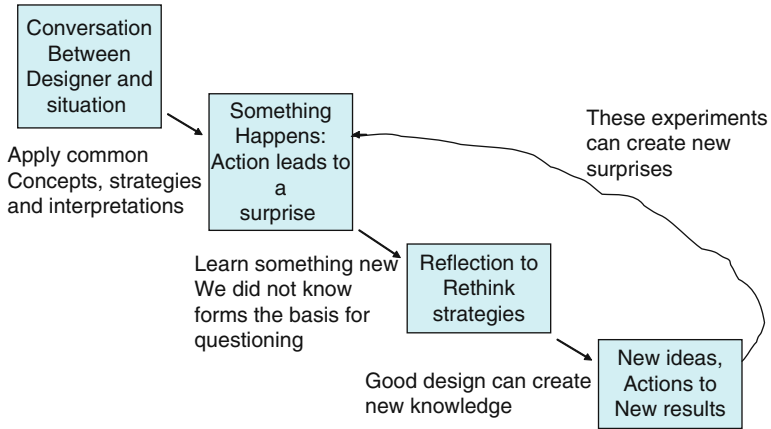 Conversation
Between
Designer and
situation
Apply common
Concepts, strategies
and interpretations
Something
Happens:
Action leads to
a
surprise
These experiments
can create new
surprises
Learn something new
We did not know
forms the basis for
questioning
Reflection to
Rethink
strategies
Good design can create
new knowledge
New ideas,
Actions to
New results